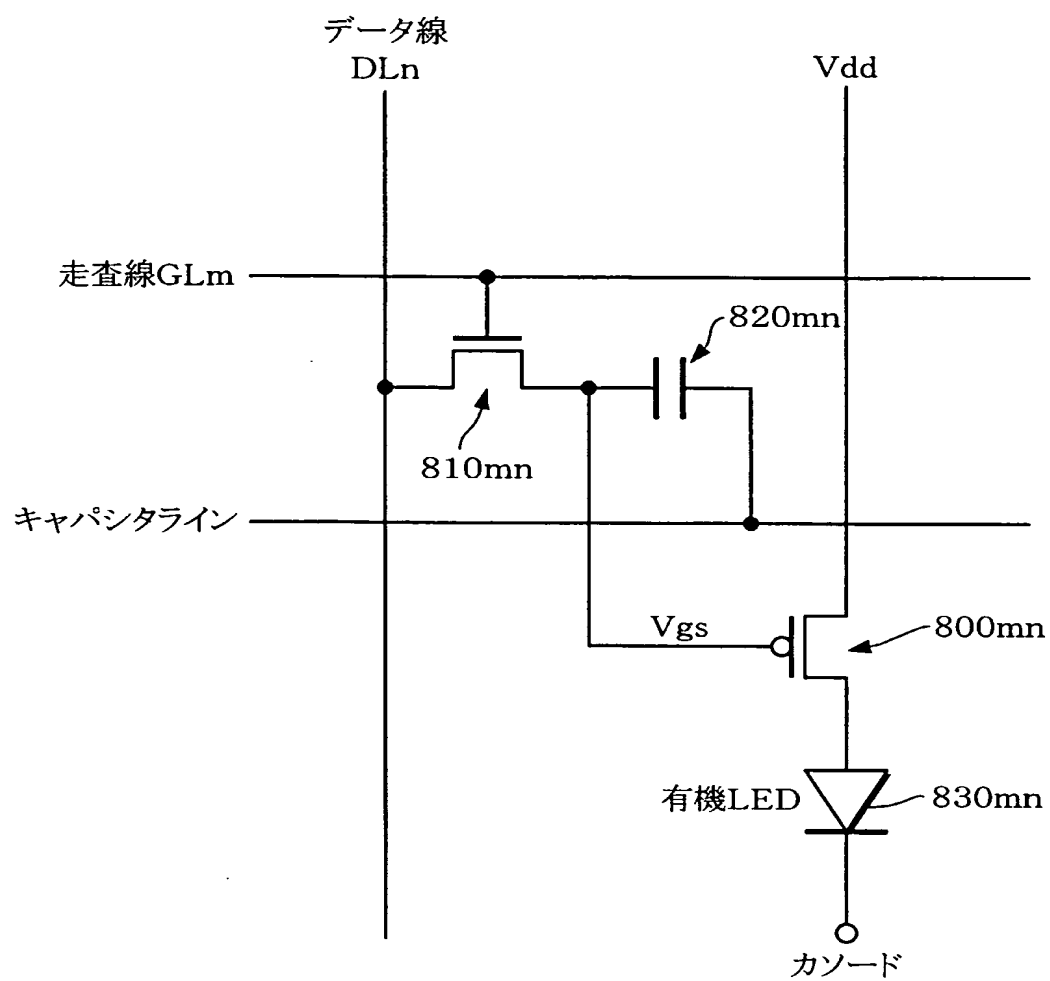 データ線
DLn
Vdd
走査線GLm
820mn
810mn
キャパシタライン
Vgs
800mn
有機LED
830mn
カソード